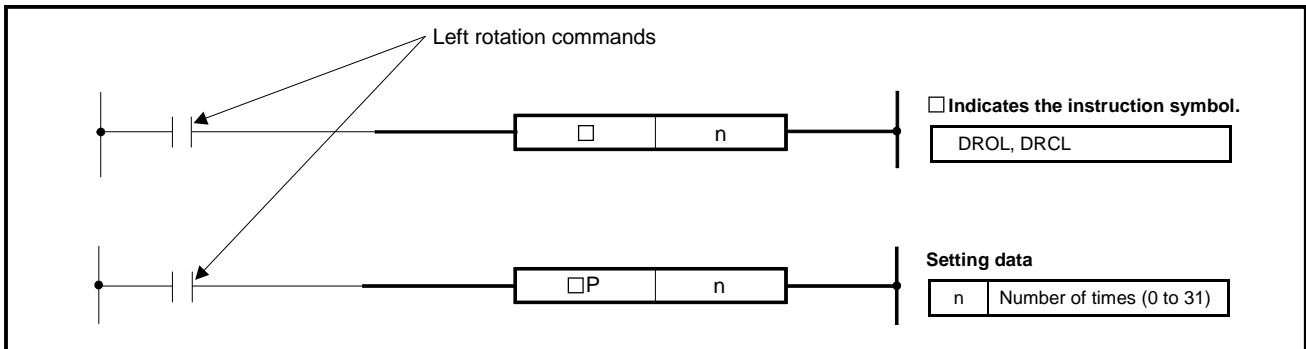 Left rotation commands
□ Indicates the instruction symbol.
□ n
DROL, DRCL
Setting data
□P n
n Number of times (0 to 31)